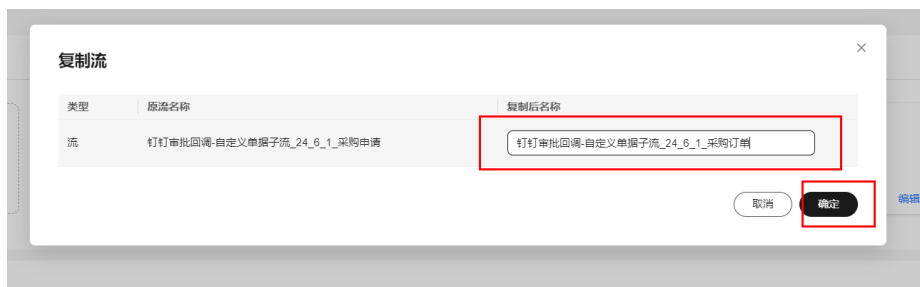 复制流
类型 原流名称 复制后名称
流 钉钉审批回调-自定义单据子流_24_6_1_采购申请 钉钉审批回调-自定义单据子流_24_6_1_采购订单
取消 确定 编辑